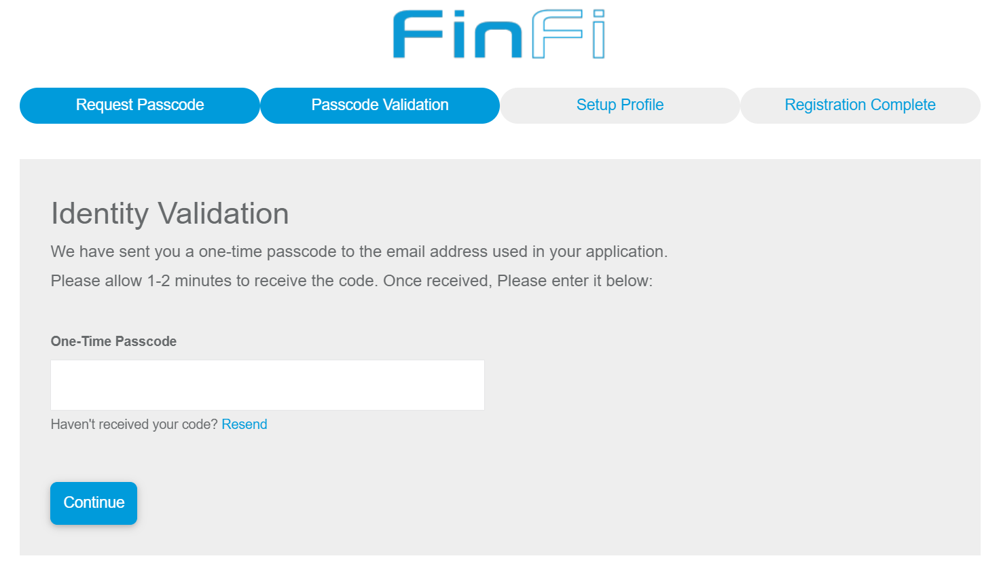 FinFi
Request Passcode
Passcode Validation
Setup Profile
Registration Complete
Identity Validation
We have sent you a one-time passcode to the email address used in your application.
Please allow 1-2 minutes to receive the code. Once received, Please enter it below:
One-Time Passcode
Haven't received your code? Resend
Continue